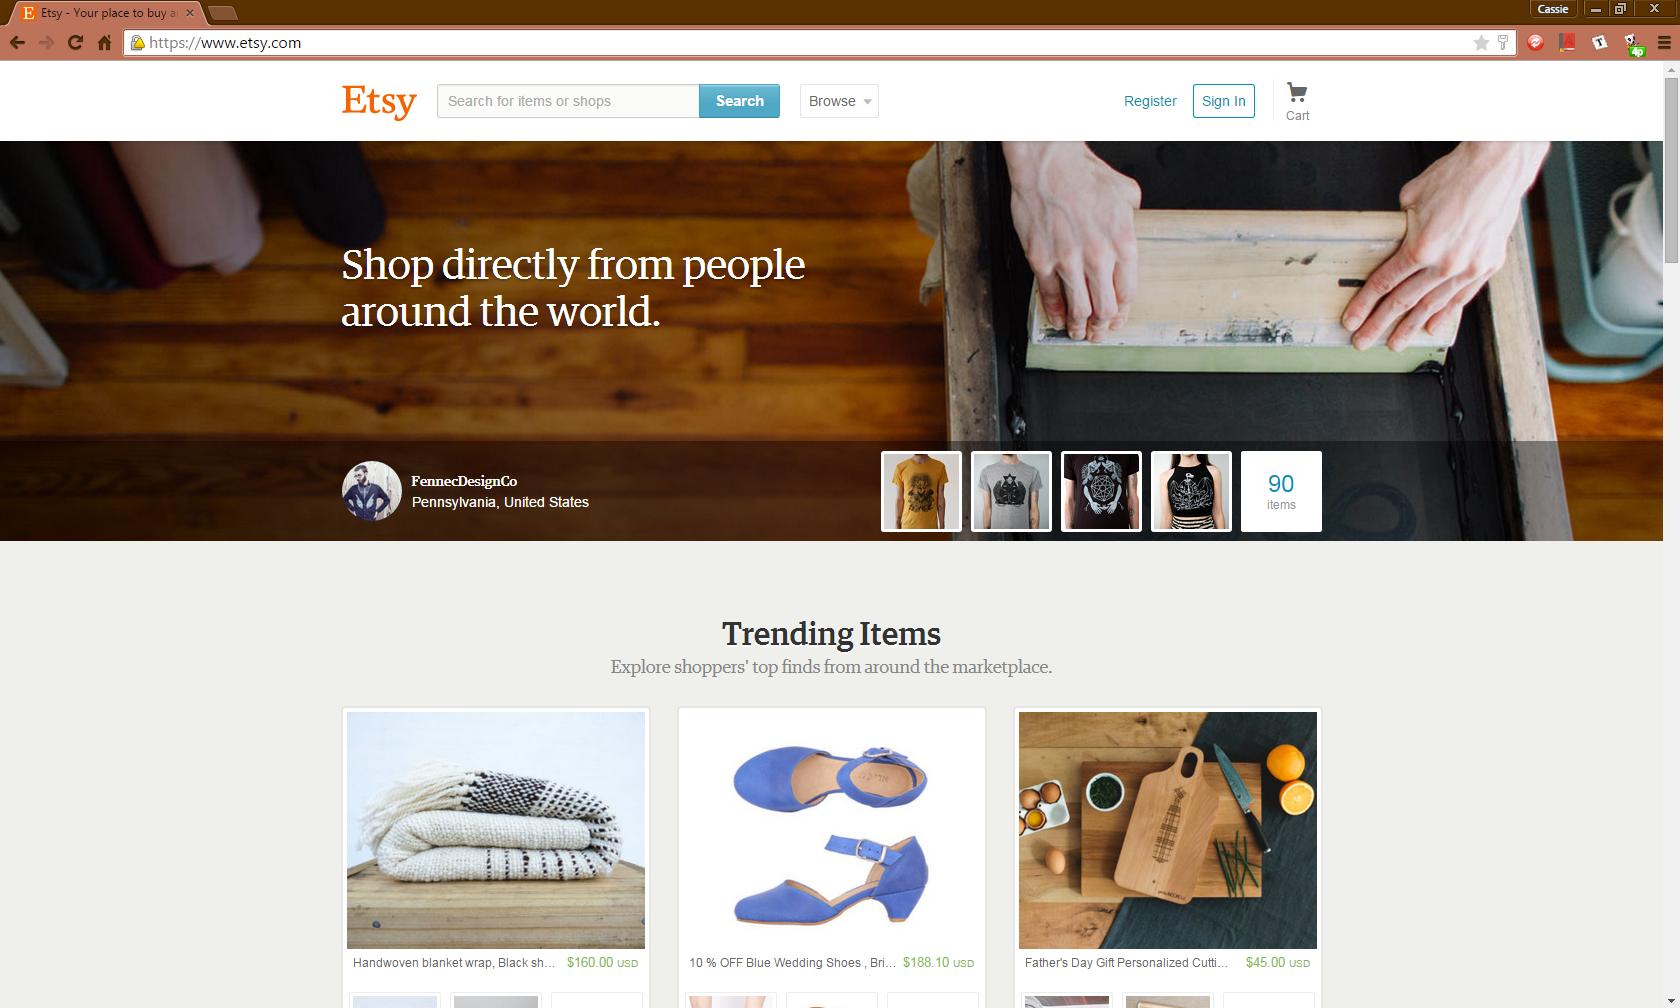 Etsy - Your place to buy a
Cassie
https://www.etsy.com
Etsy
Search for items or shops
Search
Browse
Register
Sign In
Cart
Shop directly from people
around the world.
FennecDesignCo
Pennsylvania, United States
90
items
Trending Items
Explore shoppers' top finds from around the marketplace.
Handwoven blanket wrap, Black sh... $160.00 USD
10 % OFF Blue Wedding Shoes , Bri... $188.10 USD
Father's Day Gift Personalized Cutti... $45.00 USD